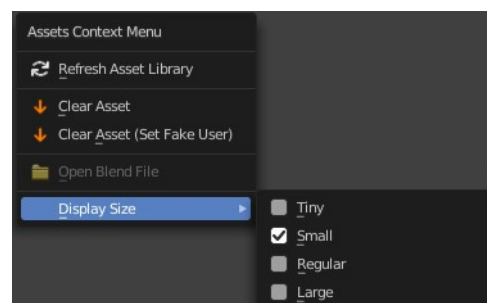 Assets Context Menu
Refresh Asset Library
Clear Asset
Clear Asset (Set Fake User)
Open Blend File
Display Size
Tiny
Small
Regular
Large